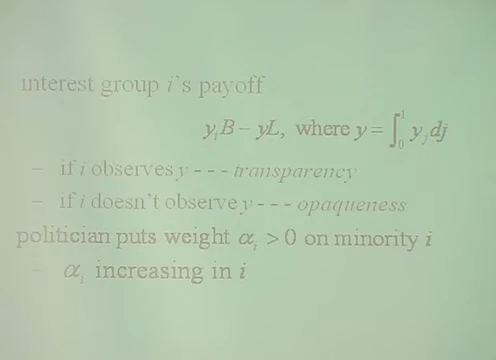 interest group i's payoff
y_i B – yL, where y = ∫_0^1 y_j dj
– if i observes y - - - transparency
– if i doesn't observe y - - - opaqueness
politician puts weight α_i > 0 on minority i
– α_i increasing in i